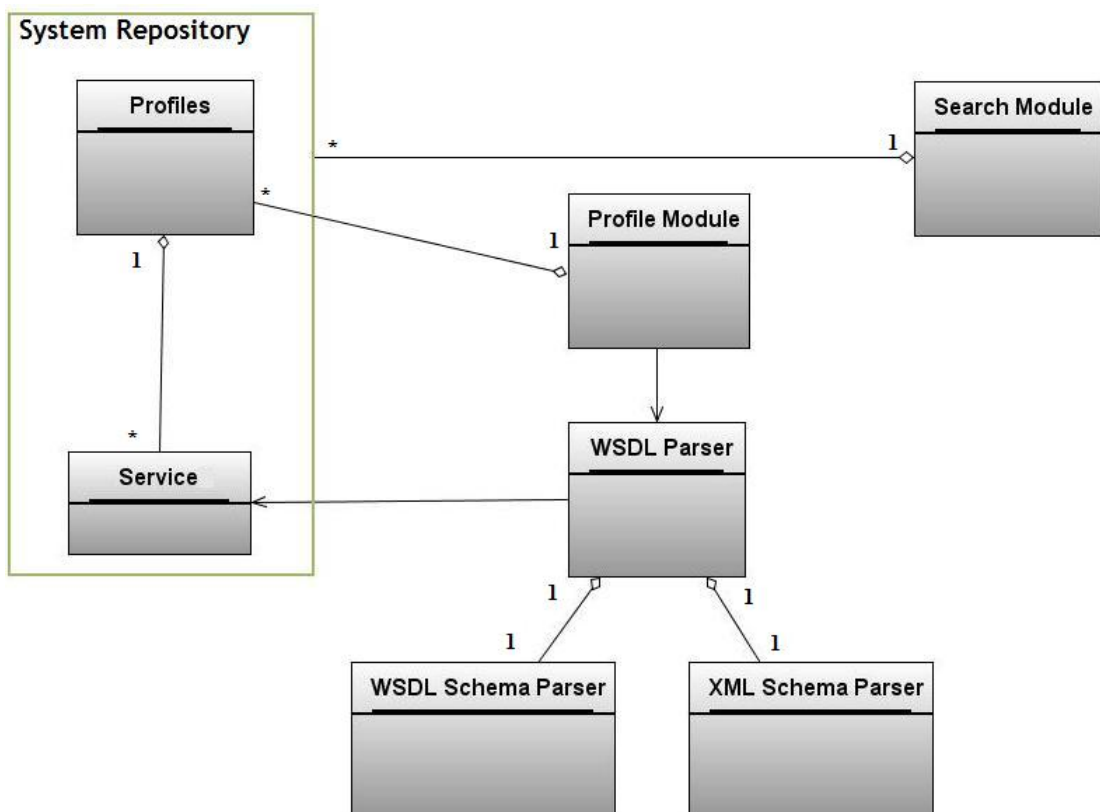 System Repository
Profiles
Search Module
*
1
*
Profile Module
1
1
*
WSDL Parser
Service
1
1
1
1
WSDL Schema Parser
XML Schema Parser